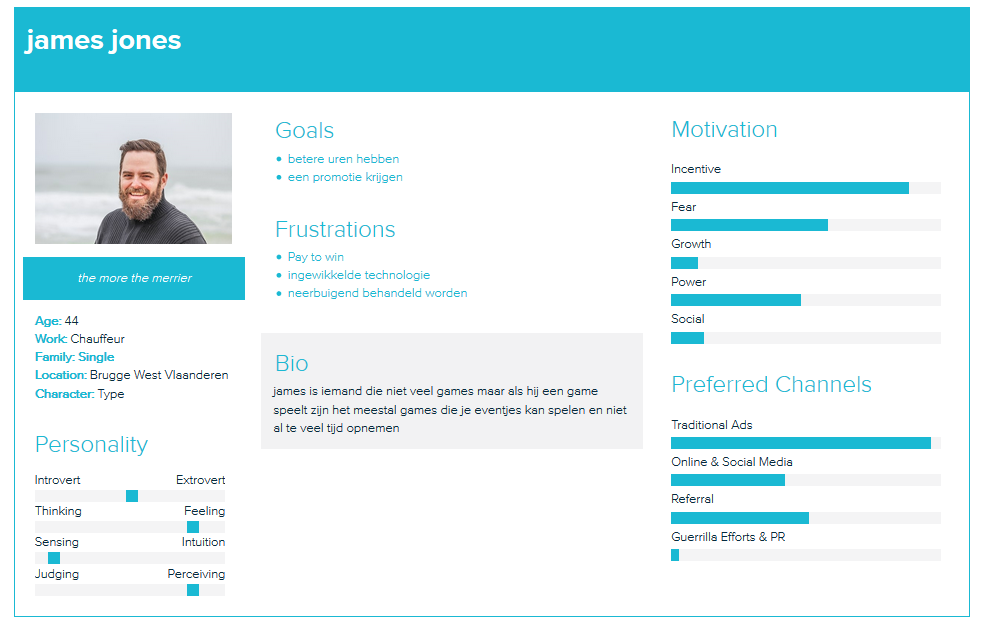 james jones
the more the merrier
Age: 44
Work: Chauffeur
Family: Single
Location: Brugge West Vlaanderen
Character: Type
Personality
Introvert Extrovert
Thinking Feeling
Sensing Intuition
Judging Perceiving
Goals
betere uren hebben
een promotie krijgen
Frustrations
Pay to win
ingewikkelde technologie
neerbuigend behandeld worden
Bio
james is iemand die niet veel games maar als hij een game
speelt zijn het meestal games die je eventjes kan spelen en niet
al te veel tijd opnemen
Motivation
Incentive
Fear
Growth
Power
Social
Preferred Channels
Traditional Ads
Online & Social Media
Referral
Guerrilla Efforts & PR